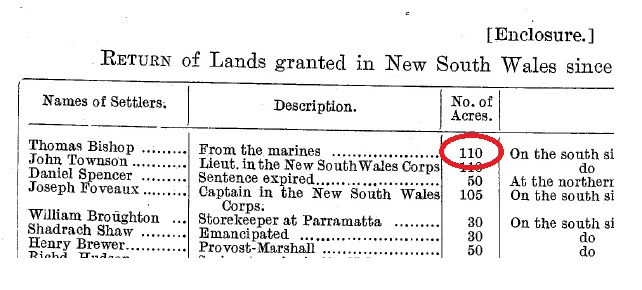 [Enclosure.]
RETURN of Lands granted in New South Wales since
Names of Settlers. Description. No. of
Acres.
Thomas Bishop ......... From the marines .................... 110 On the south si
John Townson ......... Lieut. in the New South Wales Corps do
Daniel Spencer ......... Sentence expired...................... 50 At the northern
Joseph Foveaux ......... Captain in the New South Wales 105 On the south si
Corps.
William Broughton ... Storekeeper at Parramatta ......... 30 On the south si
Shadrach Shaw ......... Emancipated ......................... 30 do
Henry Brewer......... Provost-Marshall .................... 50 do
Richd. Hudson